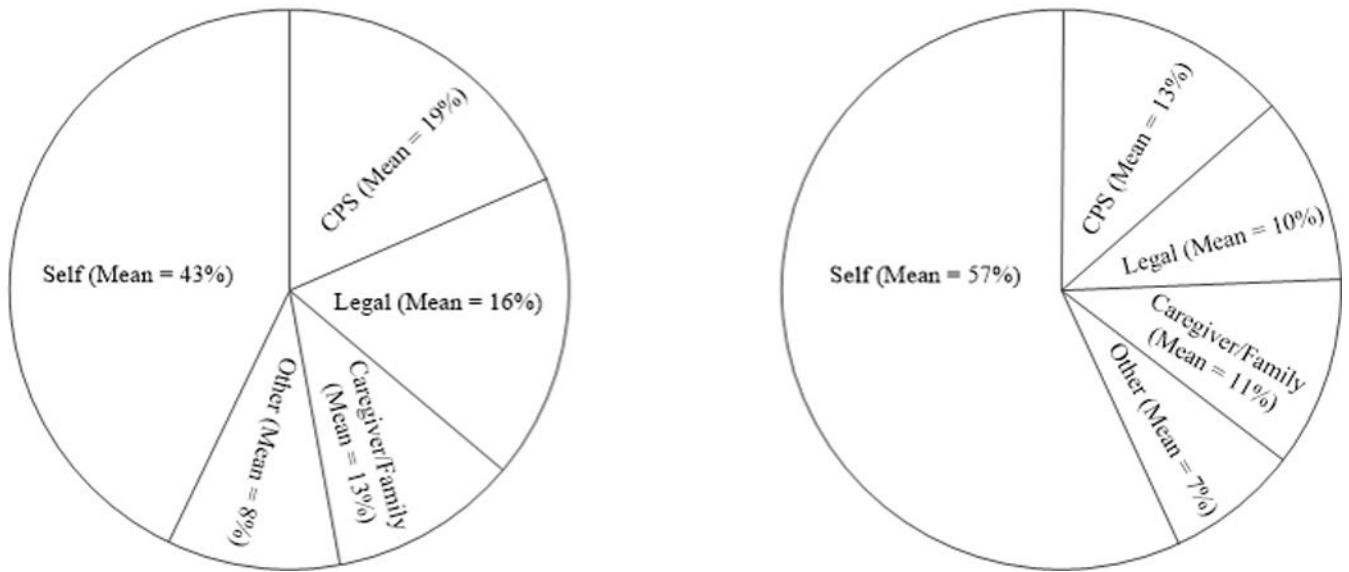 CPS (Mean = 19%)
Self (Mean = 43%)
Legal (Mean = 16%)
Caregiver/Family
(Mean = 13%)
Other (Mean = 8%)
CPS (Mean = 13%)
Self (Mean = 57%)
Legal (Mean = 10%)
Caregiver/Family
(Mean = 11%)
Other (Mean = 7%)